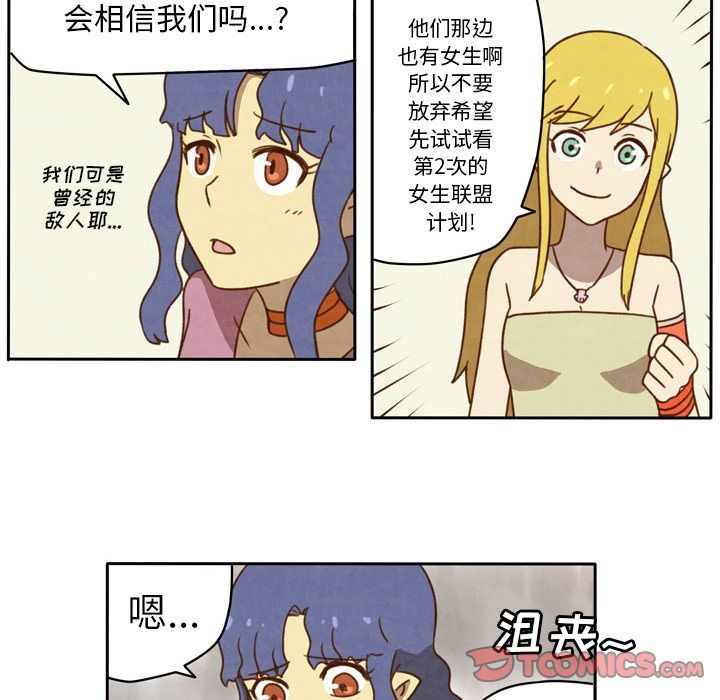 会相信我们吗...?
我们可是
曾经的
敌人耶...
他们那边
也有女生啊
所以不要
放弃希望
先试试看
第2次的
女生联盟
计划!
嗯...
沮丧~
TOOMICS.COM